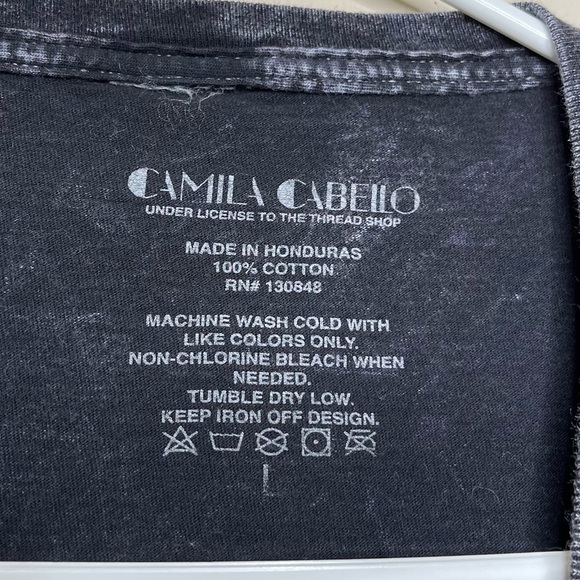 CAMILA CABELLO
UNDER LICENSE TO THE THREAD SHOP
MADE IN HONDURAS
100% COTTON
RN# 130848
MACHINE WASH COLD WITH
LIKE COLORS ONLY.
NON-CHLORINE BLEACH WHEN
NEEDED.
TUMBLE DRY LOW.
KEEP IRON OFF DESIGN.
L